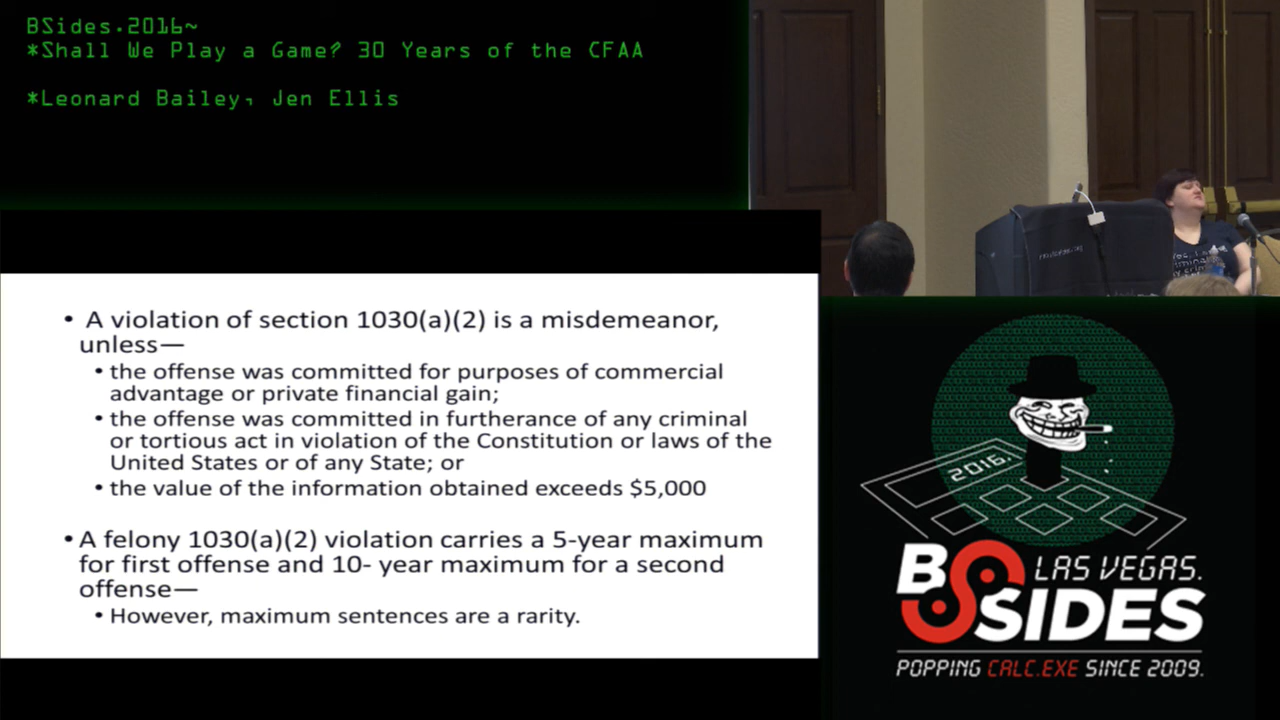 BSides.2016~
*Shall We Play a Game? 30 Years of the CFAA
*Leonard Bailey, Jen Ellis
• A violation of section 1030(a)(2) is a misdemeanor,
unless—
• the offense was committed for purposes of commercial
advantage or private financial gain;
• the offense was committed in furtherance of any criminal
or tortious act in violation of the Constitution or laws of the
United States or of any State; or
• the value of the information obtained exceeds $5,000
• A felony 1030(a)(2) violation carries a 5-year maximum
for first offense and 10- year maximum for a second
offense—
• However, maximum sentences are a rarity.
2016.
BSIDES
LAS VEGAS.
POPPING CALC.EXE SINCE 2009.